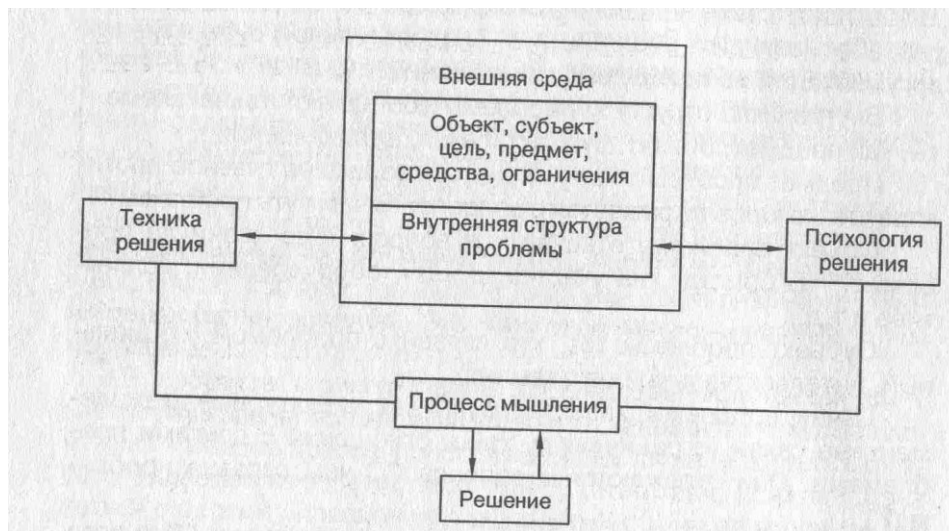 Внешняя среда
Объект, субъект,
цель, предмет,
средства, ограничения
Техника
решения
Внутренняя структура
проблемы
Психология
решения
Процесс мышления
Решение